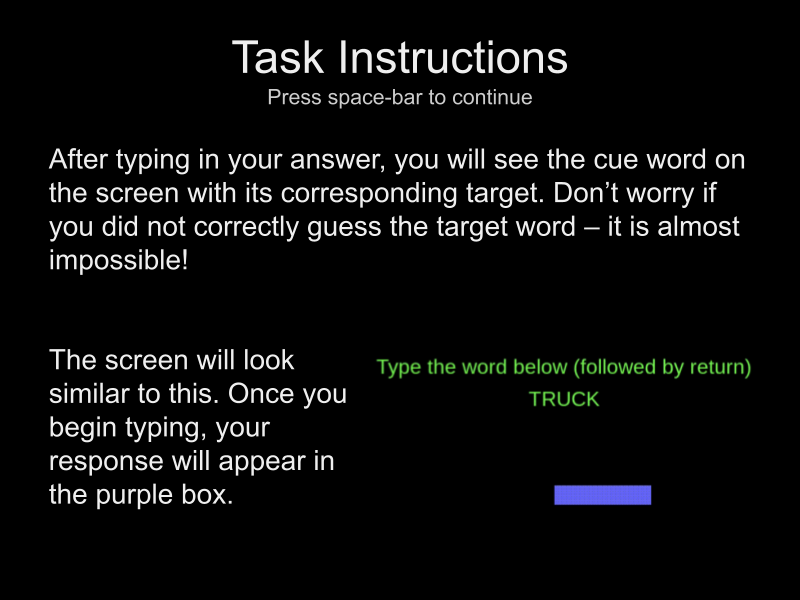 Task Instructions
Press space-bar to continue
After typing in your answer, you will see the cue word on
the screen with its corresponding target. Don’t worry if
you did not correctly guess the target word – it is almost
impossible!
The screen will look
similar to this. Once you
begin typing, your
response will appear in
the purple box.
Type the word below (followed by return)
TRUCK